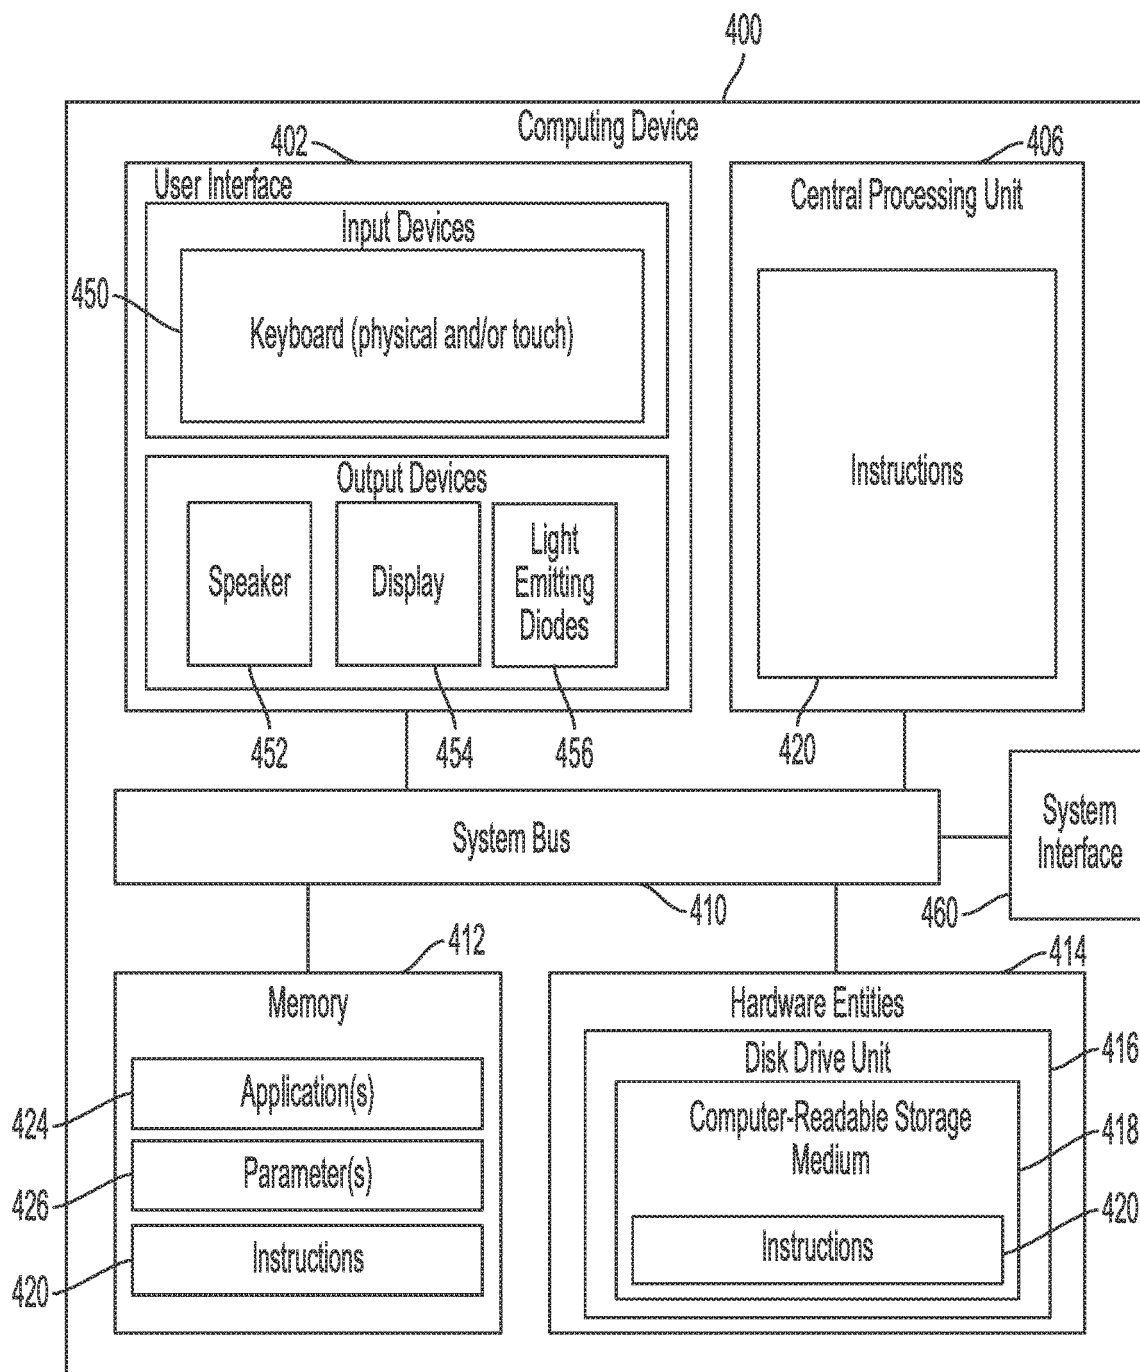 400
Computing Device
402
406
User Interface
Central Processing Unit
Input Devices
450
Keyboard (physical and/or touch)
Instructions
Output Devices
Speaker
Display
Light
Emitting
Diodes
452
454
456
420
System Bus
System
Interface
410
460
412
414
Memory
Hardware Entities
Disk Drive Unit
416
Application(s)
424
Computer-Readable Storage
Medium
418
Parameter(s)
426
420
Instructions
Instructions
420